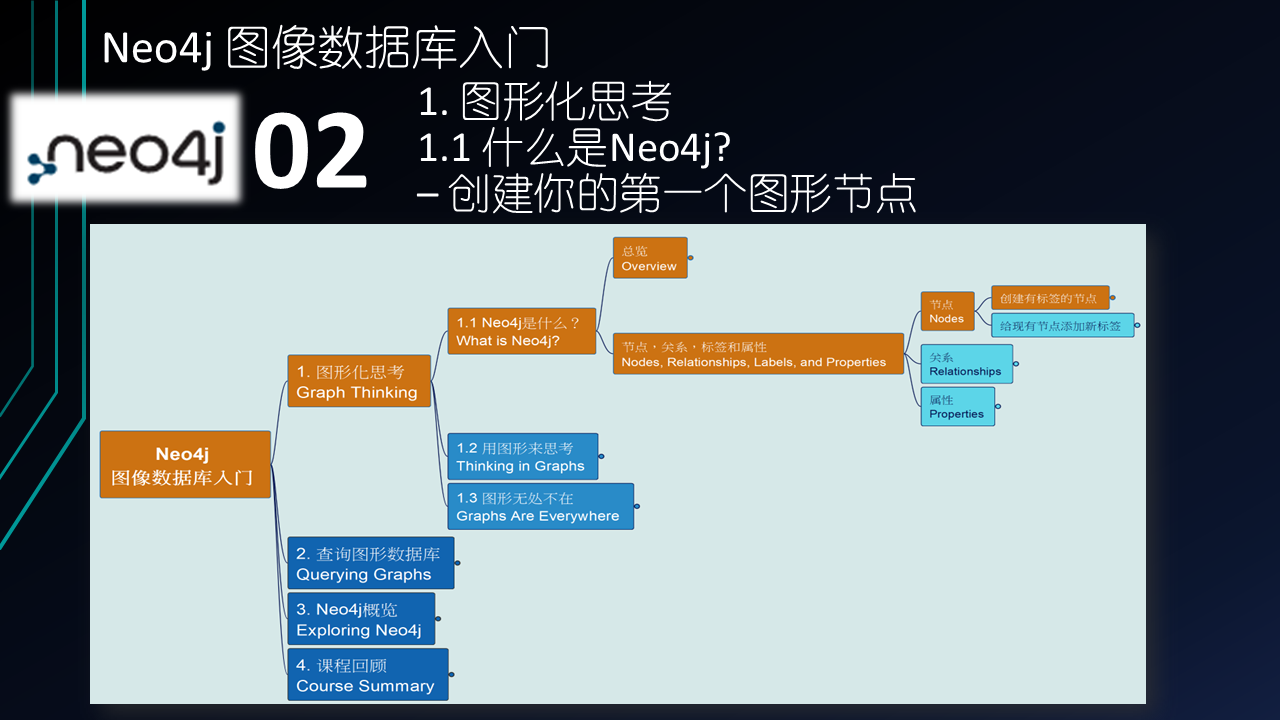 Neo4j 图像数据库入门
neo4j
02
1. 图形化思考
1.1 什么是Neo4j?
– 创建你的第一个图形节点
总览
Overview
1.1 Neo4j是什么？
What is Neo4j?
节点，关系，标签和属性
Nodes, Relationships, Labels, and Properties
节点
Nodes
创建有标签的节点
给现有节点添加新标签
关系
Relationships
属性
Properties
1. 图形化思考
Graph Thinking
1.2 用图形来思考
Thinking in Graphs
1.3 图形无处不在
Graphs Are Everywhere
Neo4j
图像数据库入门
2. 查询图形数据库
Querying Graphs
3. Neo4j概览
Exploring Neo4j
4. 课程回顾
Course Summary